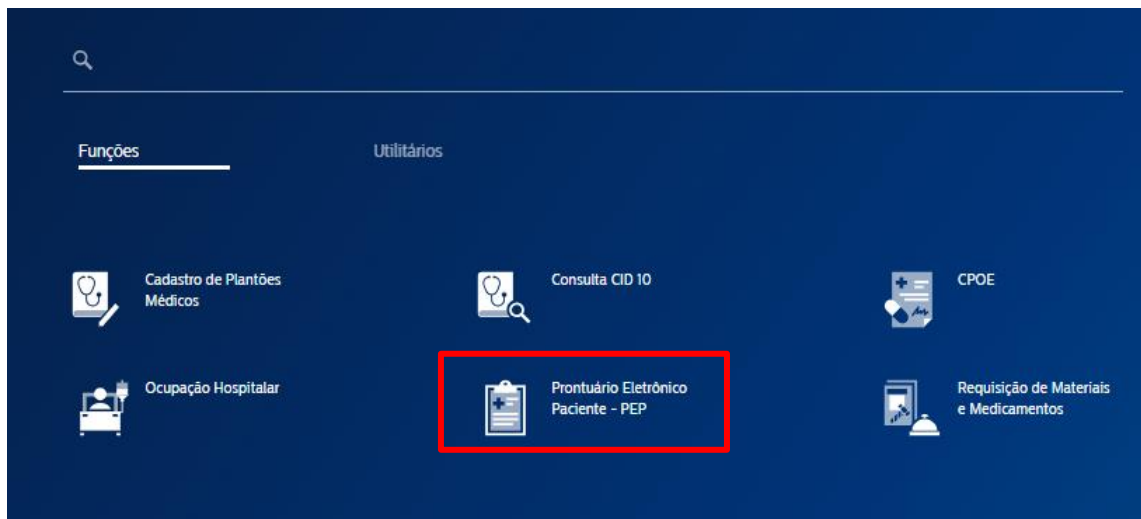 Funções
Utilitários
Cadastro de Plantões
Médicos
Consulta CID 10
CPOE
Ocupação Hospitalar
Prontuário Eletrônico
Paciente - PEP
Requisição de Materiais
e Medicamentos